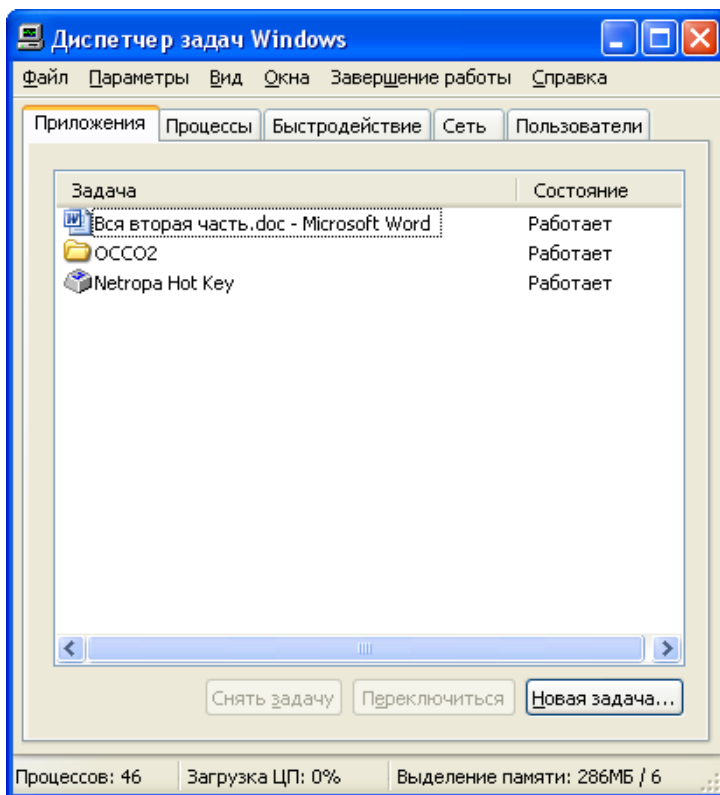 Диспетчер задач Windows
Файл Параметры Вид Окна Завершение работы Справка
Приложения Процессы Быстродействие Сеть Пользователи
Задача Состояние
Вся вторая часть.doc - Microsoft Word Работает
ОССО2 Работает
Netropa Hot Key Работает
Снять задачу Переключиться Новая задача...
Процессов: 46 Загрузка ЦП: 0% Выделение памяти: 286МБ / 6